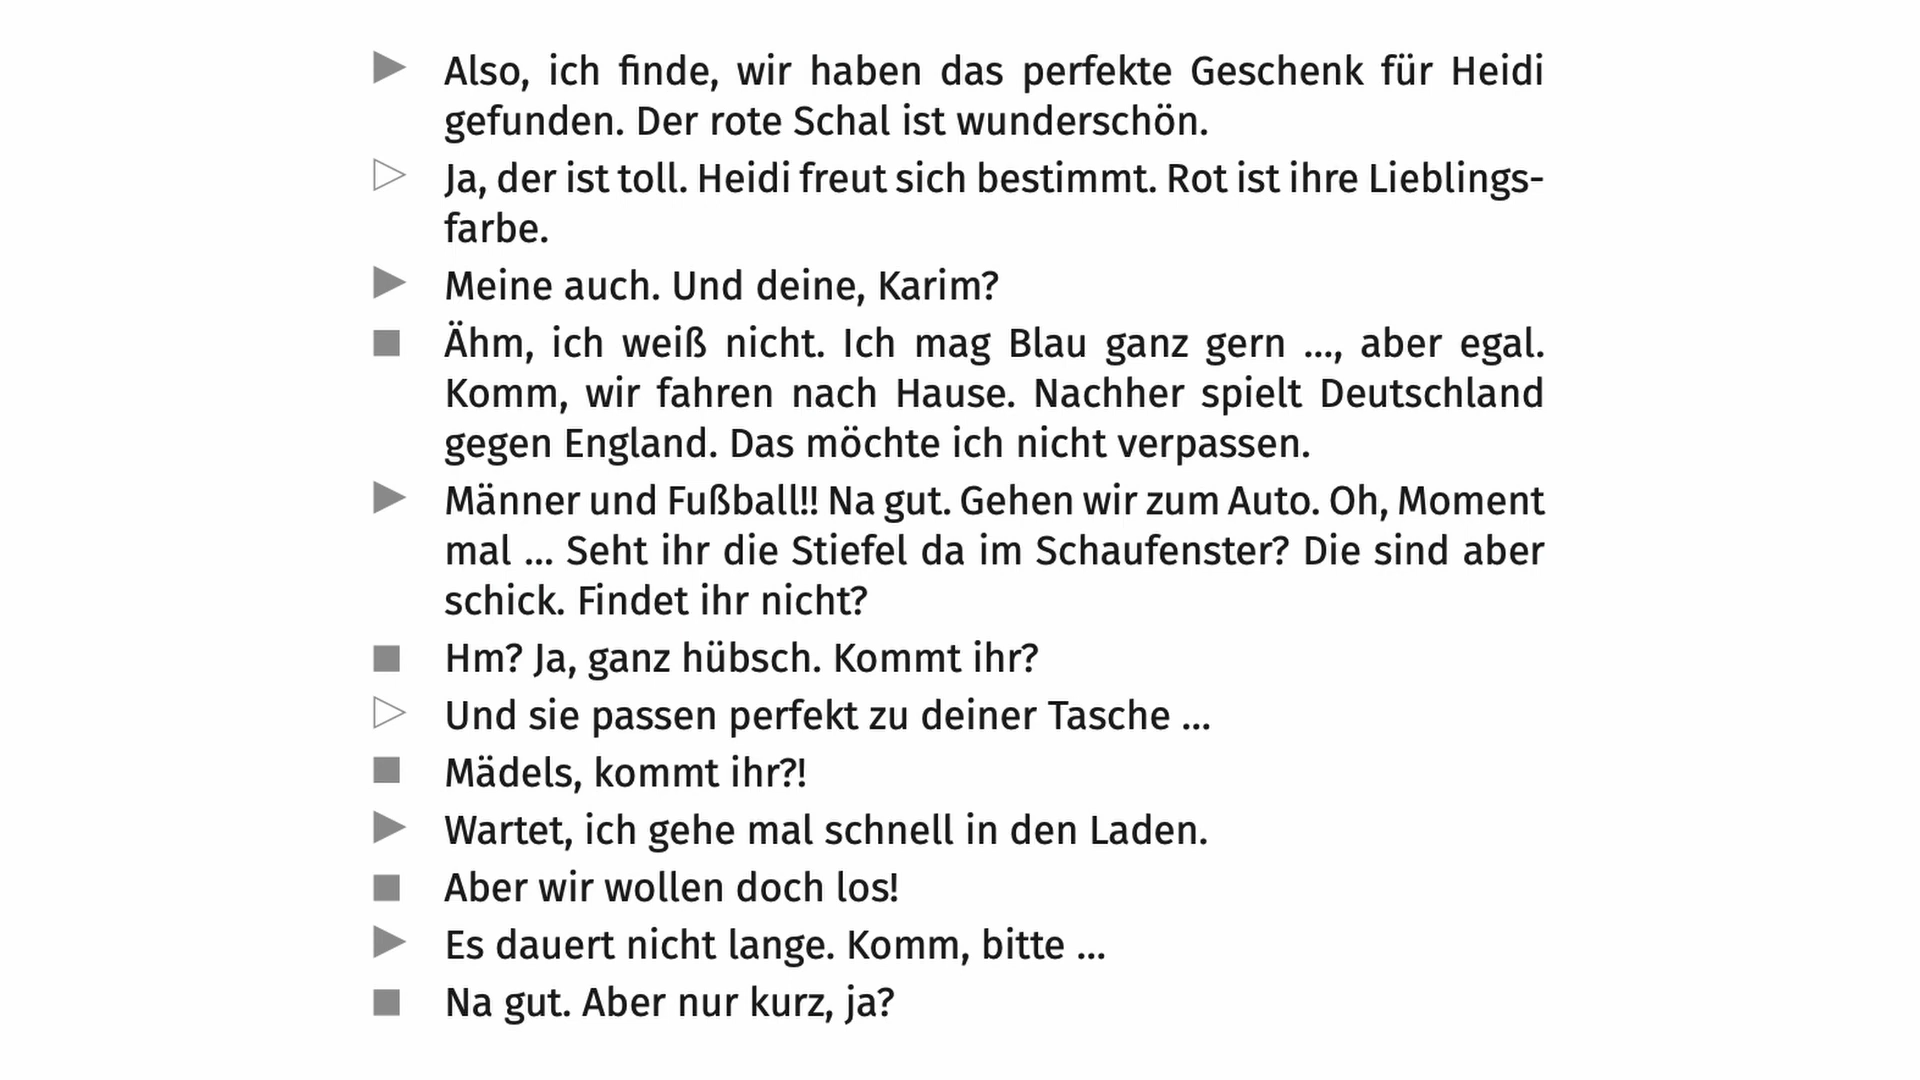 Also, ich finde, wir haben das perfekte Geschenk für Heidi
gefunden. Der rote Schal ist wunderschön.
Ja, der ist toll. Heidi freut sich bestimmt. Rot ist ihre Lieblings-
farbe.
Meine auch. Und deine, Karim?
Ähm, ich weiß nicht. Ich mag Blau ganz gern ..., aber egal.
Komm, wir fahren nach Hause. Nachher spielt Deutschland
gegen England. Das möchte ich nicht verpassen.
Männer und Fußball!! Na gut. Gehen wir zum Auto. Oh, Moment
mal ... Seht ihr die Stiefel da im Schaufenster? Die sind aber
schick. Findet ihr nicht?
Hm? Ja, ganz hübsch. Kommt ihr?
Und sie passen perfekt zu deiner Tasche ...
Mädels, kommt ihr?!
Wartet, ich gehe mal schnell in den Laden.
Aber wir wollen doch los!
Es dauert nicht lange. Komm, bitte ...
Na gut. Aber nur kurz, ja?